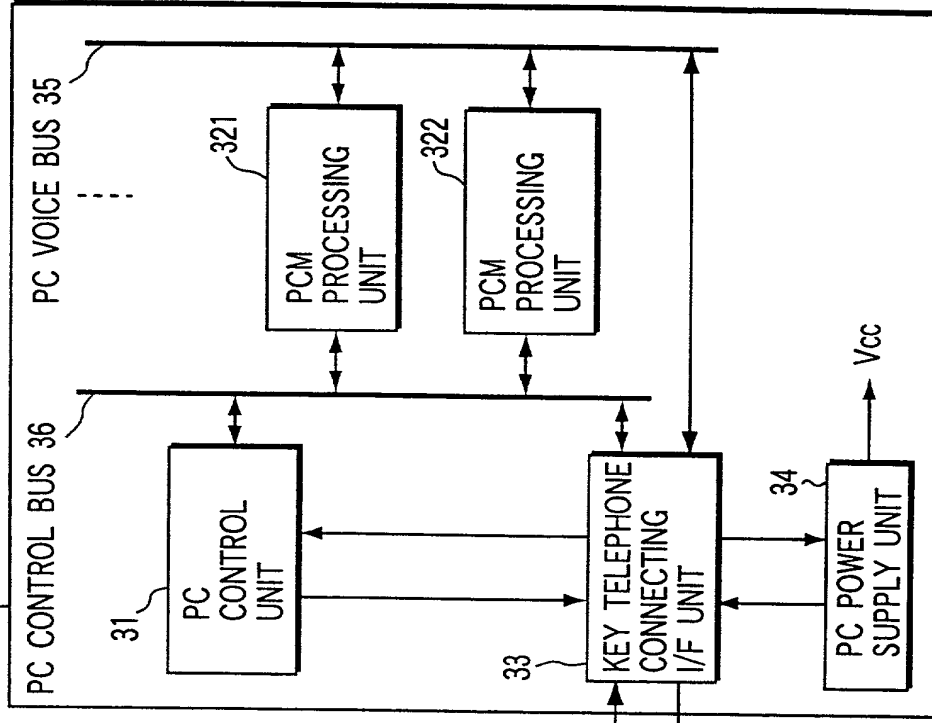 PC CONTROL BUS 36
PC VOICE BUS 35
31
PC
CONTROL
UNIT
321
PCM
PROCESSING
UNIT
322
PCM
PROCESSING
UNIT
33
KEY TELEPHONE
CONNECTING
I/F UNIT
34
PC POWER
SUPPLY UNIT
Vcc